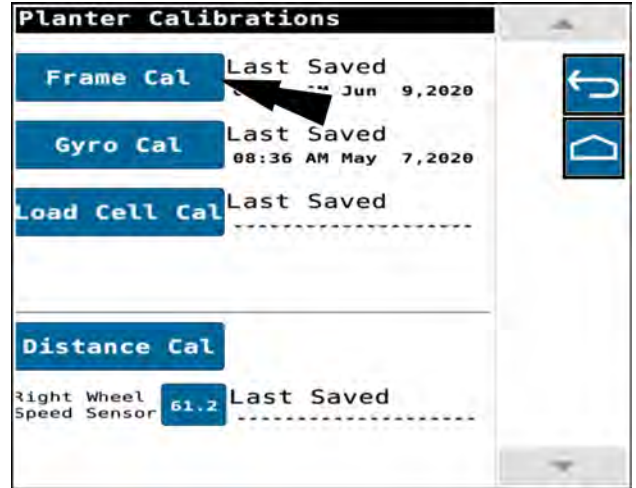 Planter Calibrations
Frame Cal
Last Saved
Jun 9,2020
Gyro Cal
Last Saved
08:36 AM May 7,2020
Load Cell Cal
Last Saved
-------------------
Distance Cal
Right Wheel
Speed Sensor
61.2
Last Saved
-------------------